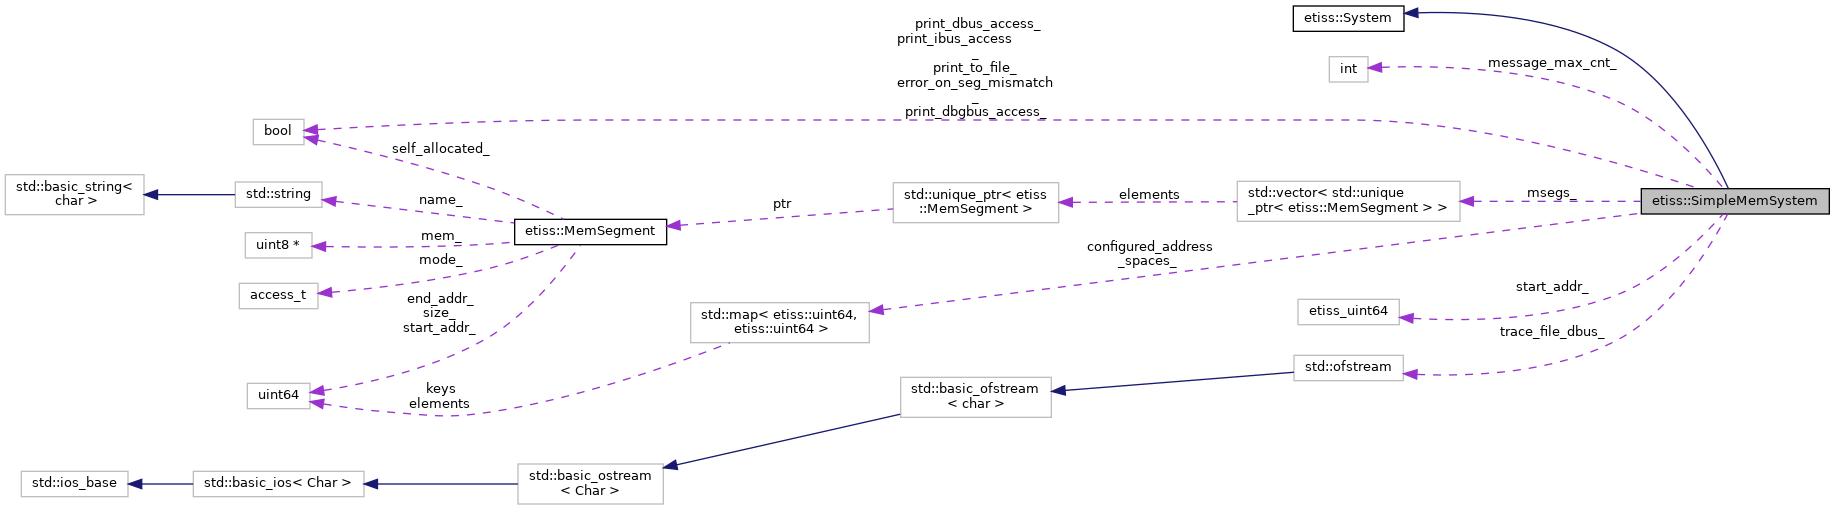 print_dbus_access_
print_ibus_access
_
print_to_file_
error_on_seg_mismatch
_
print_dbgbus_access_
etiss::System
int
message_max_cnt_
bool
self_allocated_
std::basic_string<
char >
std::string
name_
std::unique_ptr< etiss
::MemSegment >
elements
std::vector< std::unique
_ptr< etiss::MemSegment > >
msegs_
etiss::SimpleMemSystem
ptr
etiss::MemSegment
uint8 *
mem_
mode_
configured_address
_spaces_
access_t
end_addr_
size_
start_addr_
std::map< etiss::uint64,
etiss::uint64 >
start_addr_
etiss_uint64
trace_file_dbus_
uint64
keys
elements
std::ofstream
std::basic_ofstream
< char >
std::ios_base
std::basic_ios< Char >
std::basic_ostream
< Char >